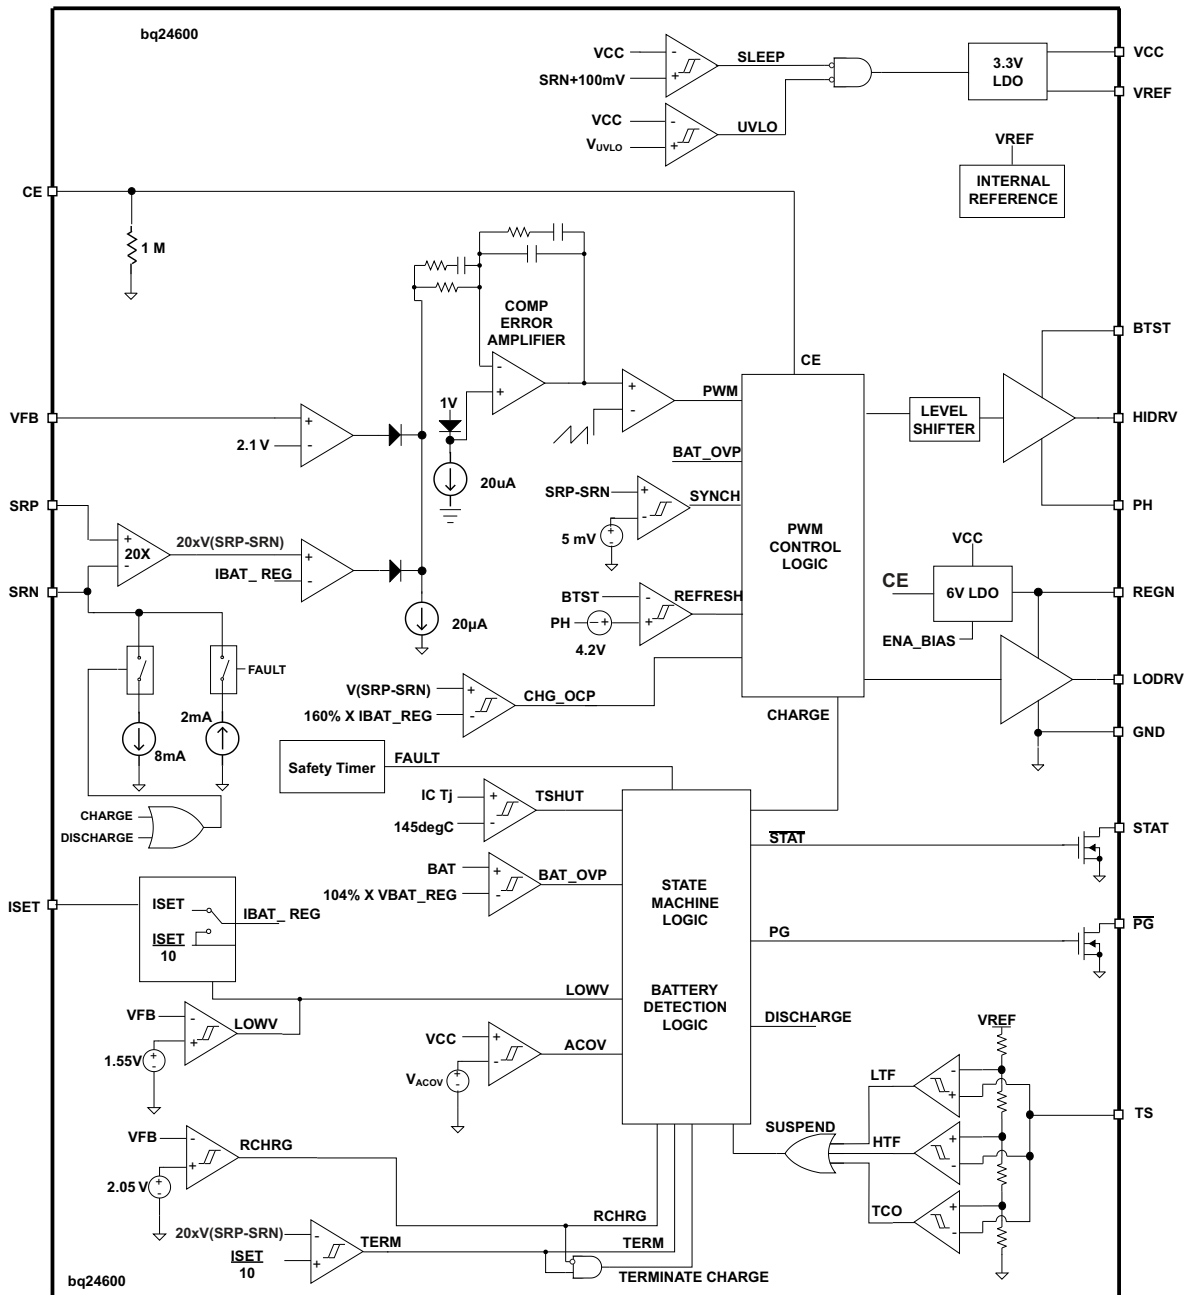 bq24600
VCC
SRN+100mV
SLEEP
VCC
VUVLO
UVLO
3.3V
LDO
VCC
VREF
VREF
INTERNAL
REFERENCE
CE
1 M
COMP
ERROR
AMPLIFIER
CE
BTST
VFB
2.1 V
1V
20uA
PWM
LEVEL
SHIFTER
HIDRV
BAT_OVP
SRP-SRN
SYNCH
5 mV
PWM
CONTROL
LOGIC
PH
SRP
20X
20xV(SRP-SRN)
IBAT_ REG
SRN
20µA
BTST
REFRESH
PH
4.2V
VCC
CE
6V LDO
ENA_BIAS
REGN
FAULT
2mA
8mA
V(SRP-SRN)
160% X IBAT_REG
CHG_OCP
CHARGE
LODRV
GND
Safety Timer
FAULT
IC Tj
145degC
TSHUT
CHARGE
DISCHARGE
BAT
104% X VBAT_REG
BAT_OVP
STATE
MACHINE
LOGIC
BATTERY
DETECTION
LOGIC
STAT
STAT
PG
PG
ISET
ISET
ISET
10
IBAT_ REG
LOWV
VFB
LOWV
1.55V
VCC
VACOV
ACOV
DISCHARGE
VREF
LTF
HTF
TCO
SUSPEND
TS
VFB
2.05 V
RCHRG
RCHRG
20xV(SRP-SRN)
ISET
10
TERM
TERM
TERMINATE CHARGE
bq24600